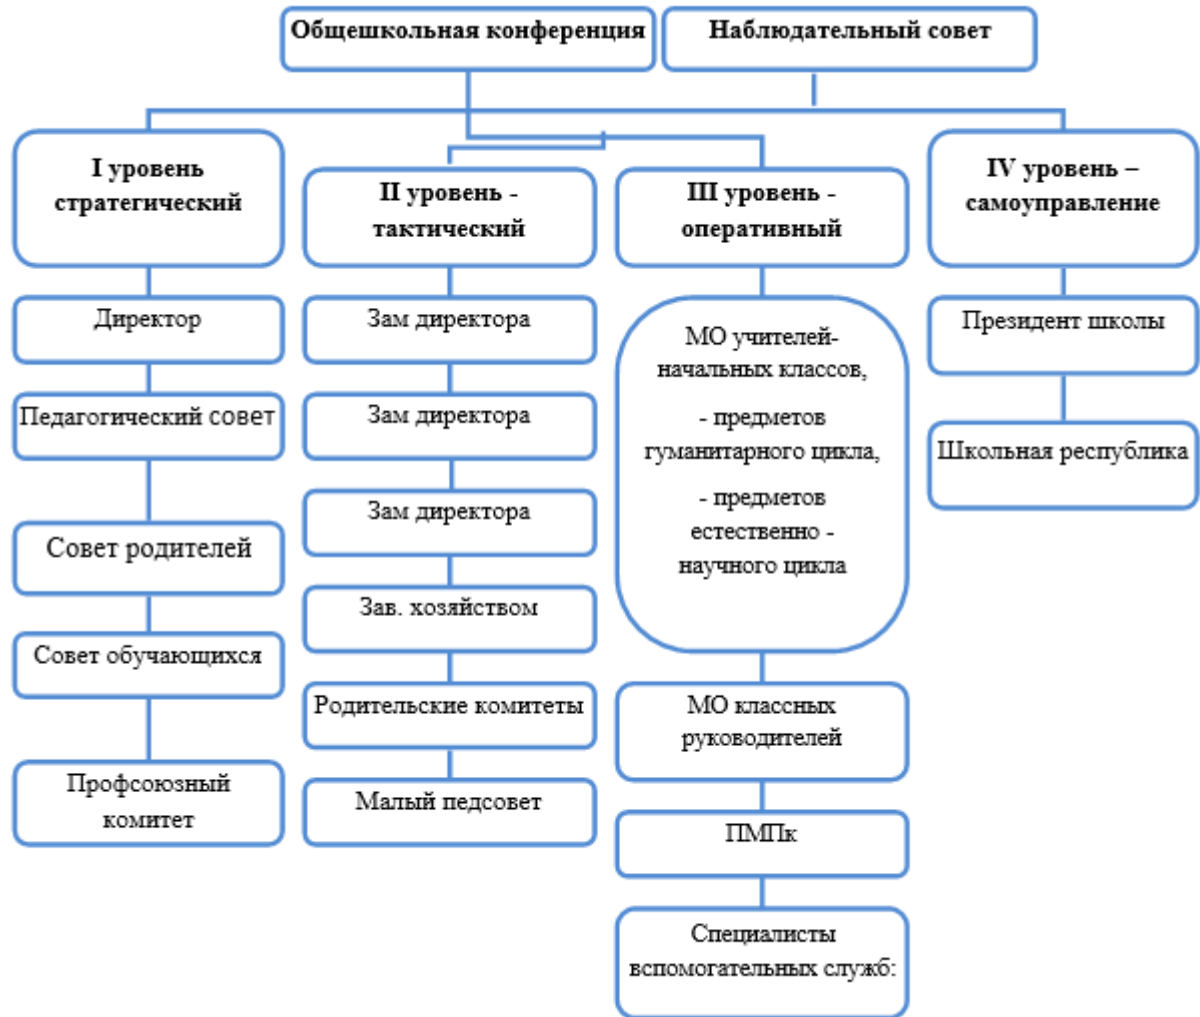 Общешкольная конференция
Наблюдательный совет
I уровень
стратегический
Директор
Педагогический совет
Совет родителей
Совет обучающихся
Профсоюзный
комитет
II уровень -
тактический
Зам директора
Зам директора
Зам директора
Зав. хозяйством
Родительские комитеты
Малый педсовет
III уровень -
оперативный
МО учителей-
начальных классов,
- предметов
гуманитарного цикла,
- предметов
естественно -
научного цикла
МО классных
руководителей
ПМПк
Специалисты
вспомогательных служб:
IV уровень –
самоуправление
Президент школы
Школьная республика